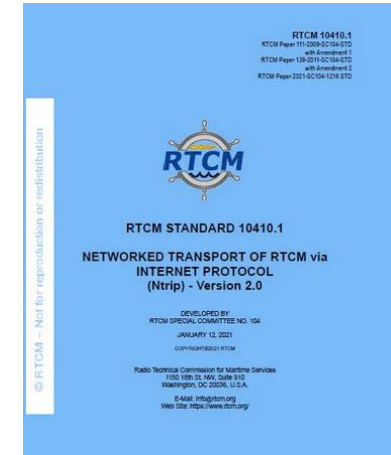 RTCM 10410.1
RTCM Paper 111-2009-SC104-STD
with Amendment 1
RTCM Paper 139-2011-SC104-STD
with Amendment 2
RTCM Paper 2021-SC104-1216 STD
© RTCM – Not for reproduction or redistribution
RTCM
RTCM STANDARD 10410.1
NETWORKED TRANSPORT OF RTCM via
INTERNET PROTOCOL
(Ntrip) - Version 2.0
DEVELOPED BY
RTCM SPECIAL COMMITTEE NO. 104
JANUARY 12, 2021
COPYRIGHT©2021 RTCM
Radio Technical Commission for Maritime Services
1150 18th St. NW, Suite 910
Washington, DC 20036, U.S.A.
E-Mail: info@rtcm.org
Web Site: https://www.rtcm.org/